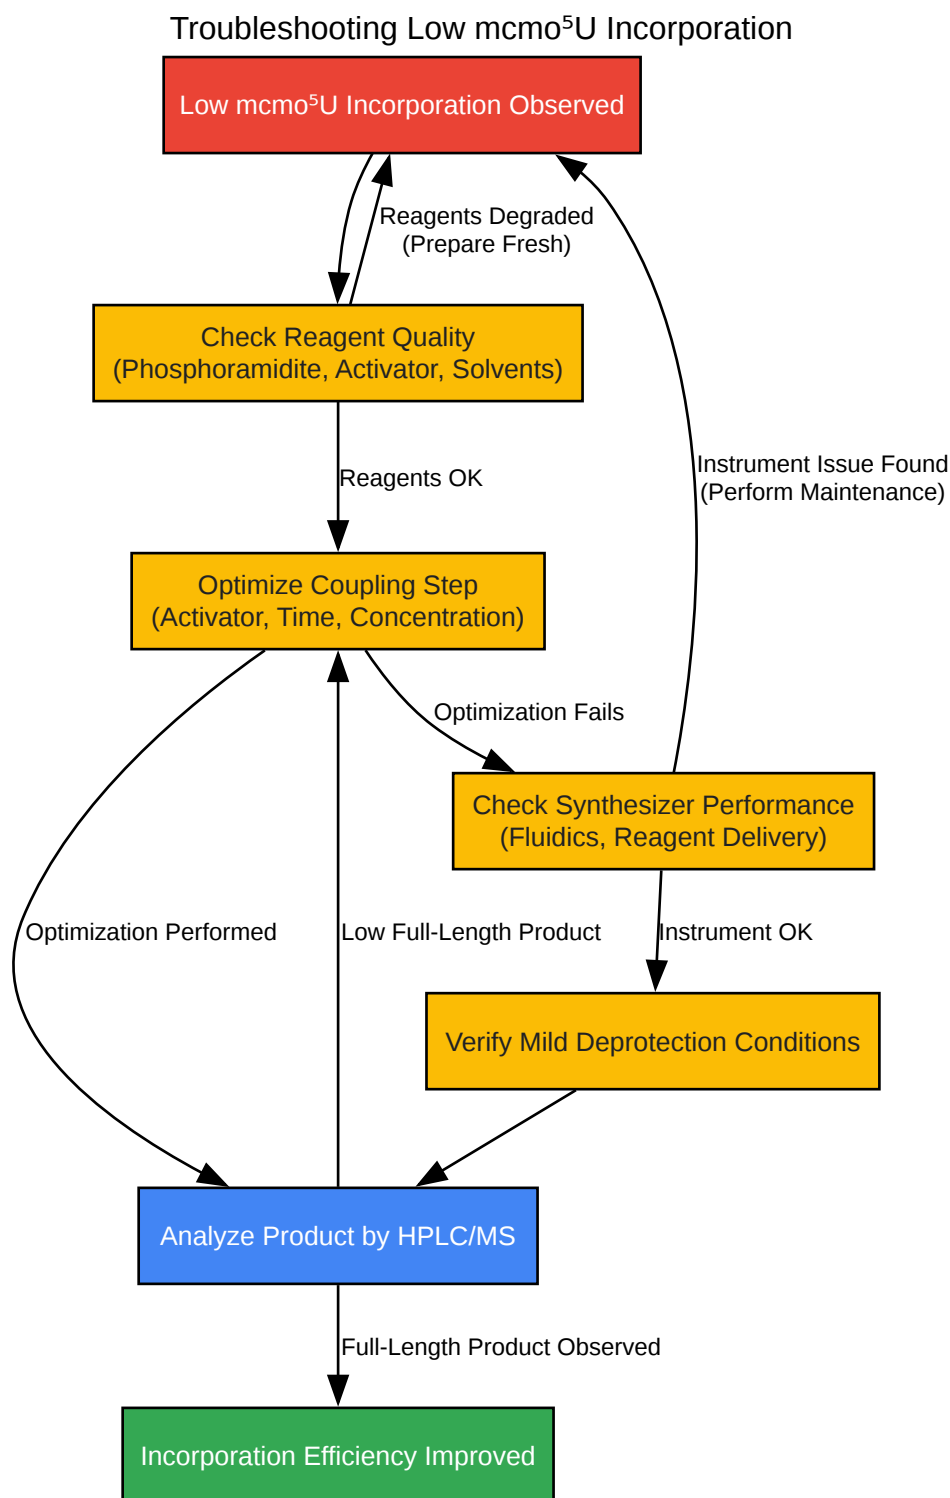 Troubleshooting Low mcmo⁵U Incorporation
Low mcmo⁵U Incorporation Observed
Reagents Degraded
(Prepare Fresh)
Check Reagent Quality
(Phosphoramidite, Activator, Solvents)
Instrument Issue Found
(Perform Maintenance)
Reagents OK
Optimize Coupling Step
(Activator, Time, Concentration)
Optimization Fails
Check Synthesizer Performance
(Fluidics, Reagent Delivery)
Optimization Performed
Low Full-Length Product
Instrument OK
Verify Mild Deprotection Conditions
Analyze Product by HPLC/MS
Full-Length Product Observed
Incorporation Efficiency Improved